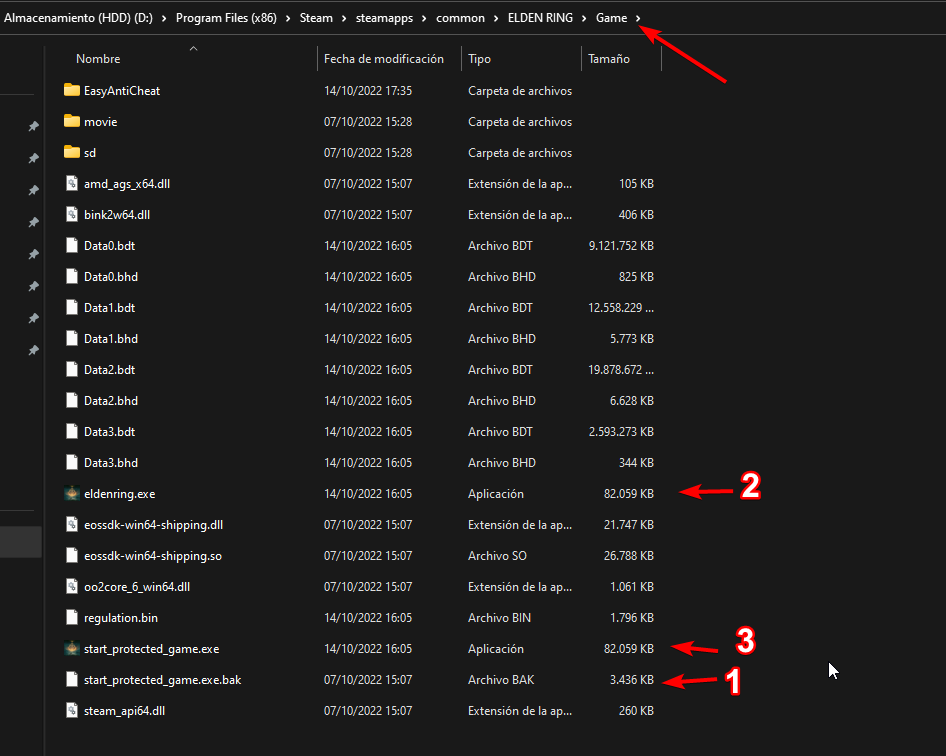 Almacenamiento (HDD) (D:) > Program Files (x86) > Steam > steamapps > common > ELDEN RING > Game >
Nombre Fecha de modificación Tipo Tamaño
EasyAntiCheat 14/10/2022 17:35 Carpeta de archivos
movie 07/10/2022 15:28 Carpeta de archivos
sd 07/10/2022 15:28 Carpeta de archivos
amd_ags_x64.dll 07/10/2022 15:07 Extensión de la ap... 105 KB
bink2w64.dll 07/10/2022 15:07 Extensión de la ap... 406 KB
Data0.bdt 14/10/2022 16:05 Archivo BDT 9.121.752 KB
Data0.bhd 14/10/2022 16:05 Archivo BHD 825 KB
Data1.bdt 14/10/2022 16:05 Archivo BDT 12.558.229 ...
Data1.bhd 14/10/2022 16:05 Archivo BHD 5.773 KB
Data2.bdt 14/10/2022 16:05 Archivo BDT 19.878.672 ...
Data2.bhd 14/10/2022 16:05 Archivo BHD 6.628 KB
Data3.bdt 14/10/2022 16:05 Archivo BDT 2.593.273 KB
Data3.bhd 14/10/2022 16:05 Archivo BHD 344 KB
eldenring.exe 14/10/2022 16:05 Aplicación 82.059 KB 2
eossdk-win64-shipping.dll 07/10/2022 15:07 Extensión de la ap... 21.747 KB
eossdk-win64-shipping.so 07/10/2022 15:07 Archivo SO 26.788 KB
oo2core_6_win64.dll 07/10/2022 15:07 Extensión de la ap... 1.061 KB
regulation.bin 14/10/2022 16:05 Archivo BIN 1.796 KB
start_protected_game.exe 14/10/2022 16:05 Aplicación 82.059 KB 3
start_protected_game.exe.bak 07/10/2022 15:07 Archivo BAK 3.436 KB 1
steam_api64.dll 07/10/2022 15:07 Extensión de la ap... 260 KB